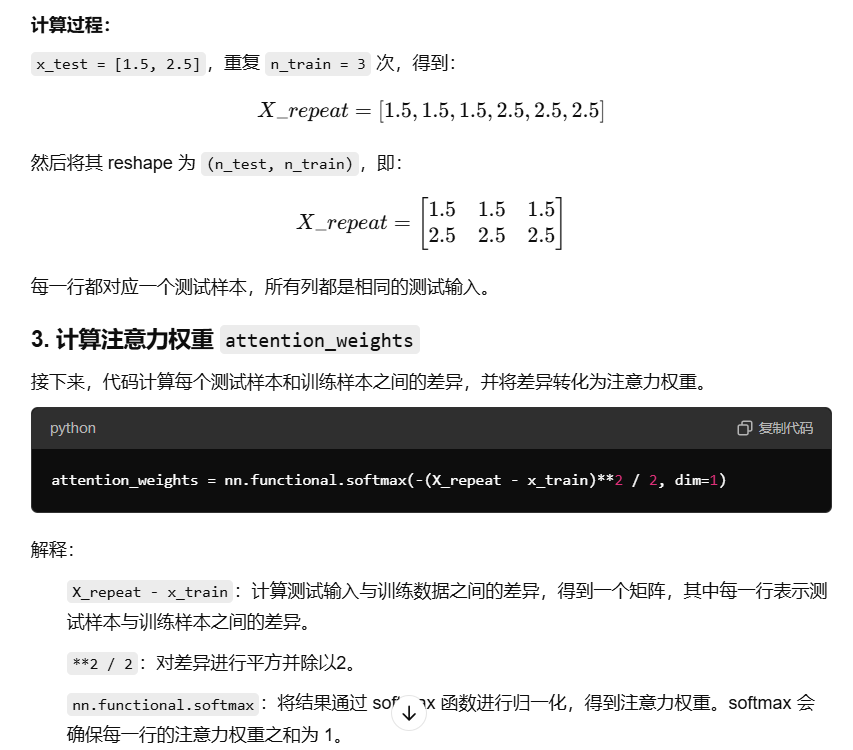 计算过程：
x_test = [1.5, 2.5]，重复 n_train = 3 次，得到：
X_repeat = [1.5, 1.5, 1.5, 2.5, 2.5, 2.5]
然后将其 reshape 为 (n_test, n_train)，即：
X_repeat = [1.5 1.5 1.5
2.5 2.5 2.5]
每一行都对应一个测试样本，所有列都是相同的测试输入。
3. 计算注意力权重 attention_weights
接下来，代码计算每个测试样本和训练样本之间的差异，并将差异转化为注意力权重。
python 复制代码
attention_weights = nn.functional.softmax(-(X_repeat - x_train)**2 / 2, dim=1)
解释：
X_repeat - x_train：计算测试输入与训练数据之间的差异，得到一个矩阵，其中每一行表示测
试样本与训练样本之间的差异。
**2 / 2：对差异进行平方并除以2。
nn.functional.softmax：将结果通过 函数进行归一化，得到注意力权重。softmax 会
确保每一行的注意力权重之和为 1。